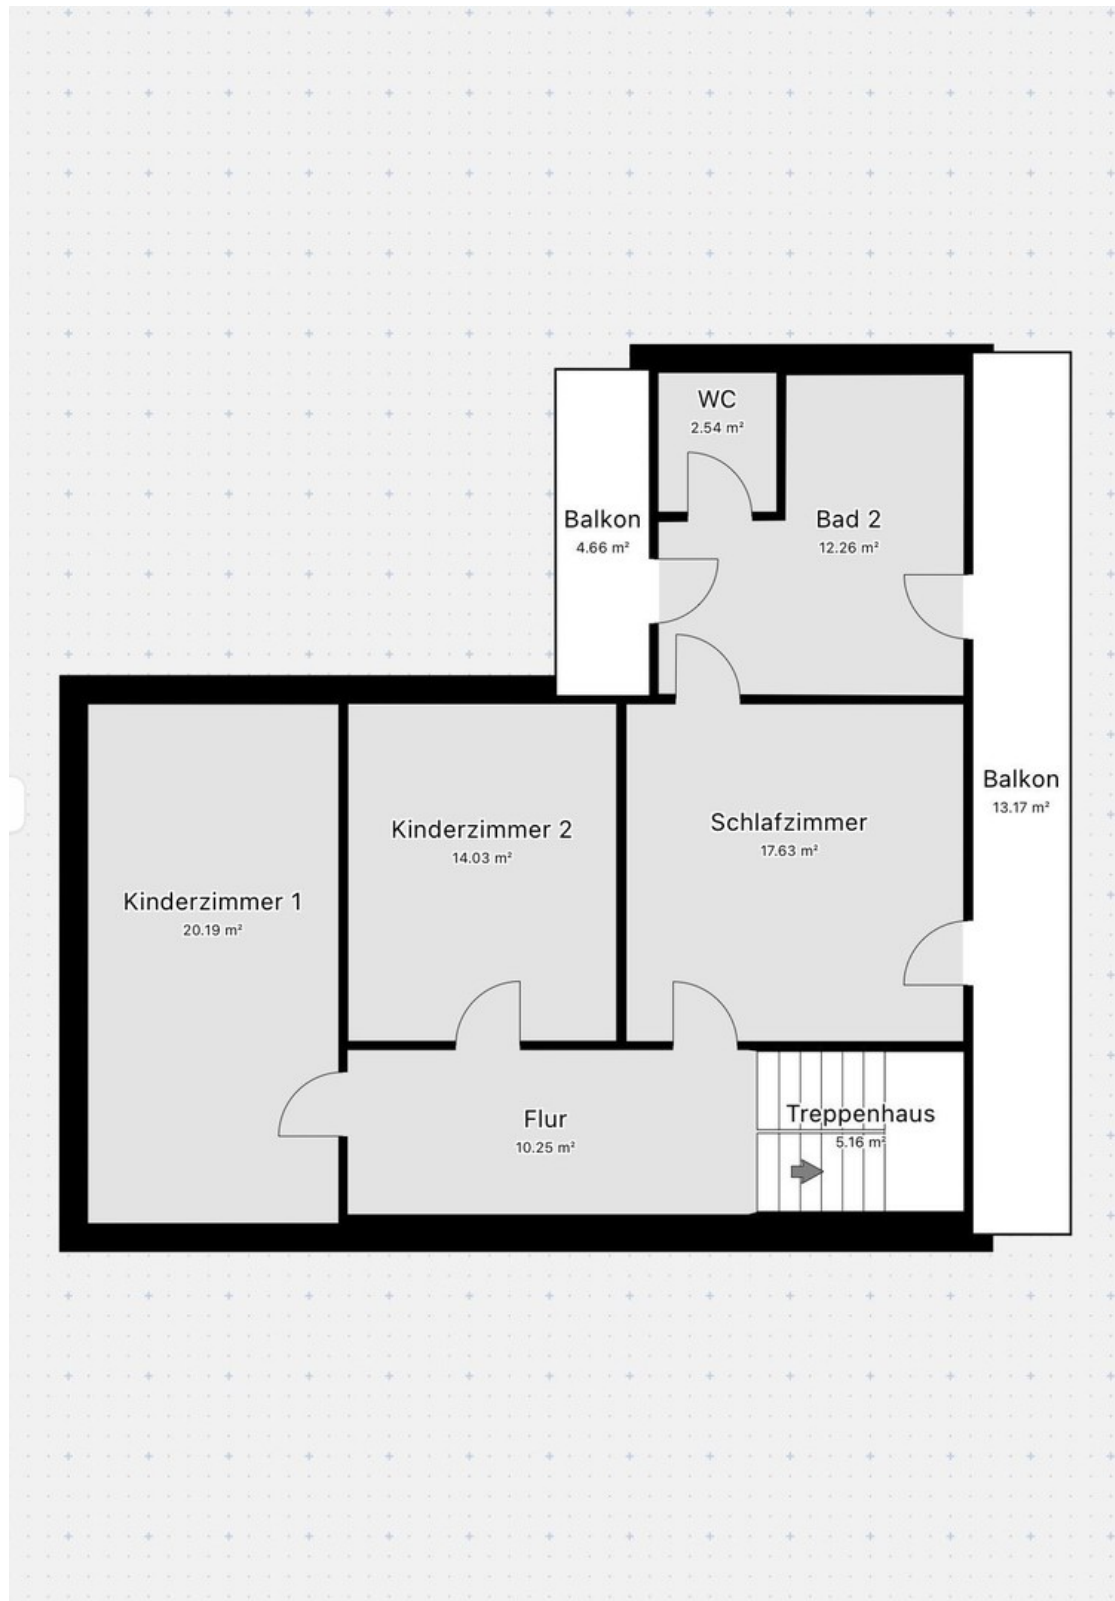 WC
2.54 m²
Balkon
4.66 m²
Bad 2
12.26 m²
Balkon
13.17 m²
Kinderzimmer 2
14.03 m²
Schlafzimmer
17.63 m²
Kinderzimmer 1
20.19 m²
Flur
10.25 m²
Treppenhaus
5.16 m²